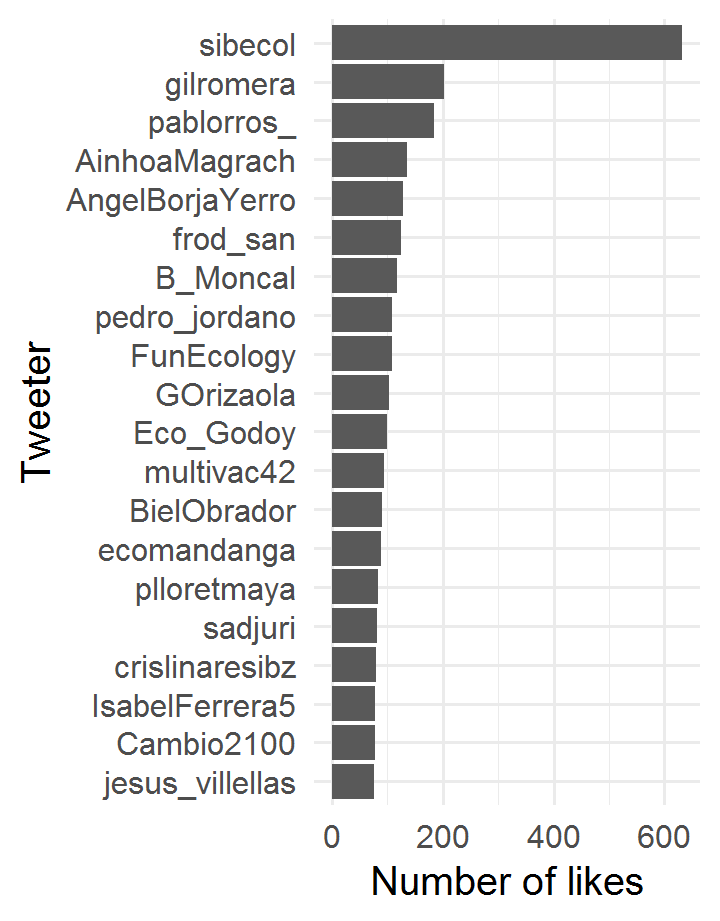 sibecol
gilromera
pablorros_
AinhoaMagrach
AngelBorjaYerro
frod_san
B_Moncal
pedro_jordano
FunEcology
GOrizaola
Eco_Godoy
multivac42
BielObrador
ecomandanga
plloretmaya
sadjuri
crislinaresibz
IsabelFerrera5
Cambio2100
jesus_villellas
Tweeter
0 200 400 600
Number of likes